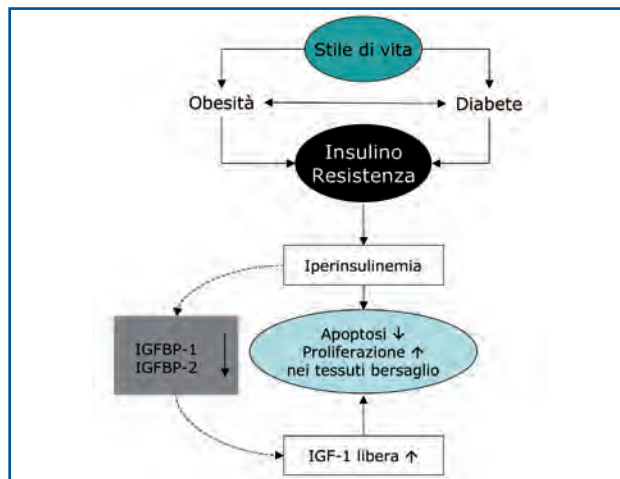 Stile di vita
Obesità
Diabete
Insulino
Resistenza
Iperinsulinemia
IGFBP-1
IGFBP-2
↓
Apoptosi ↓
Proliferazione ↑
nei tessuti bersaglio
IGF-1 libera ↑